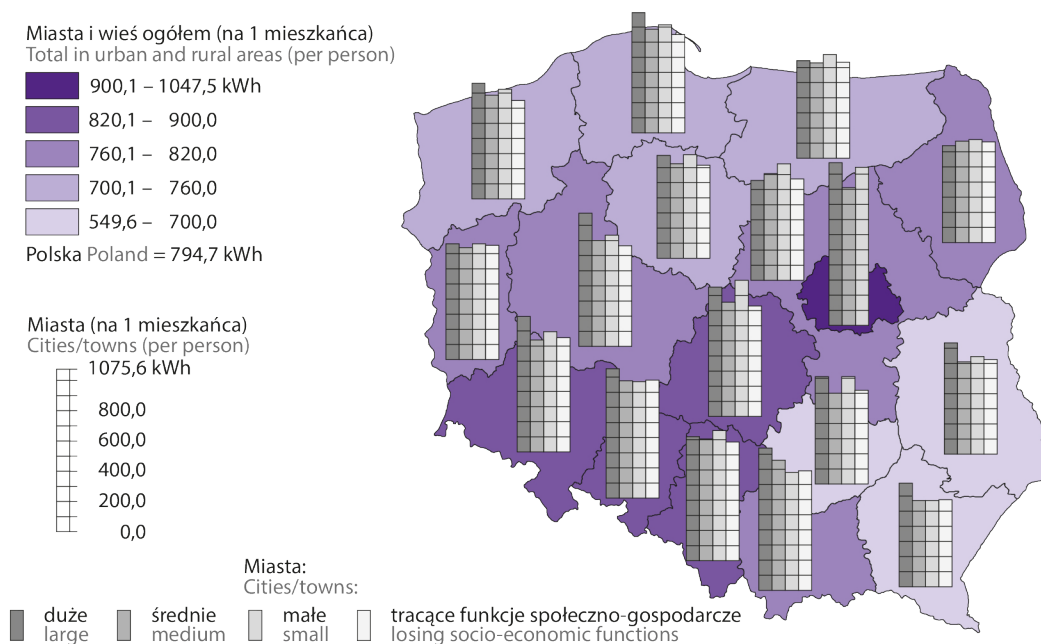 Miasta i wieś ogółem (na 1 mieszkańca)
Total in urban and rural areas (per person)
900,1 – 1047,5 kWh
820,1 – 900,0
760,1 – 820,0
700,1 – 760,0
549,6 – 700,0
Polska Poland = 794,7 kWh
Miasta (na 1 mieszkańca)
Cities/towns (per person)
1075,6 kWh
800,0
600,0
400,0
200,0
0,0
Miasta:
Cities/towns:
duże średnie małe tracące funkcje społeczno-gospodarcze
large medium small losing socio-economic functions